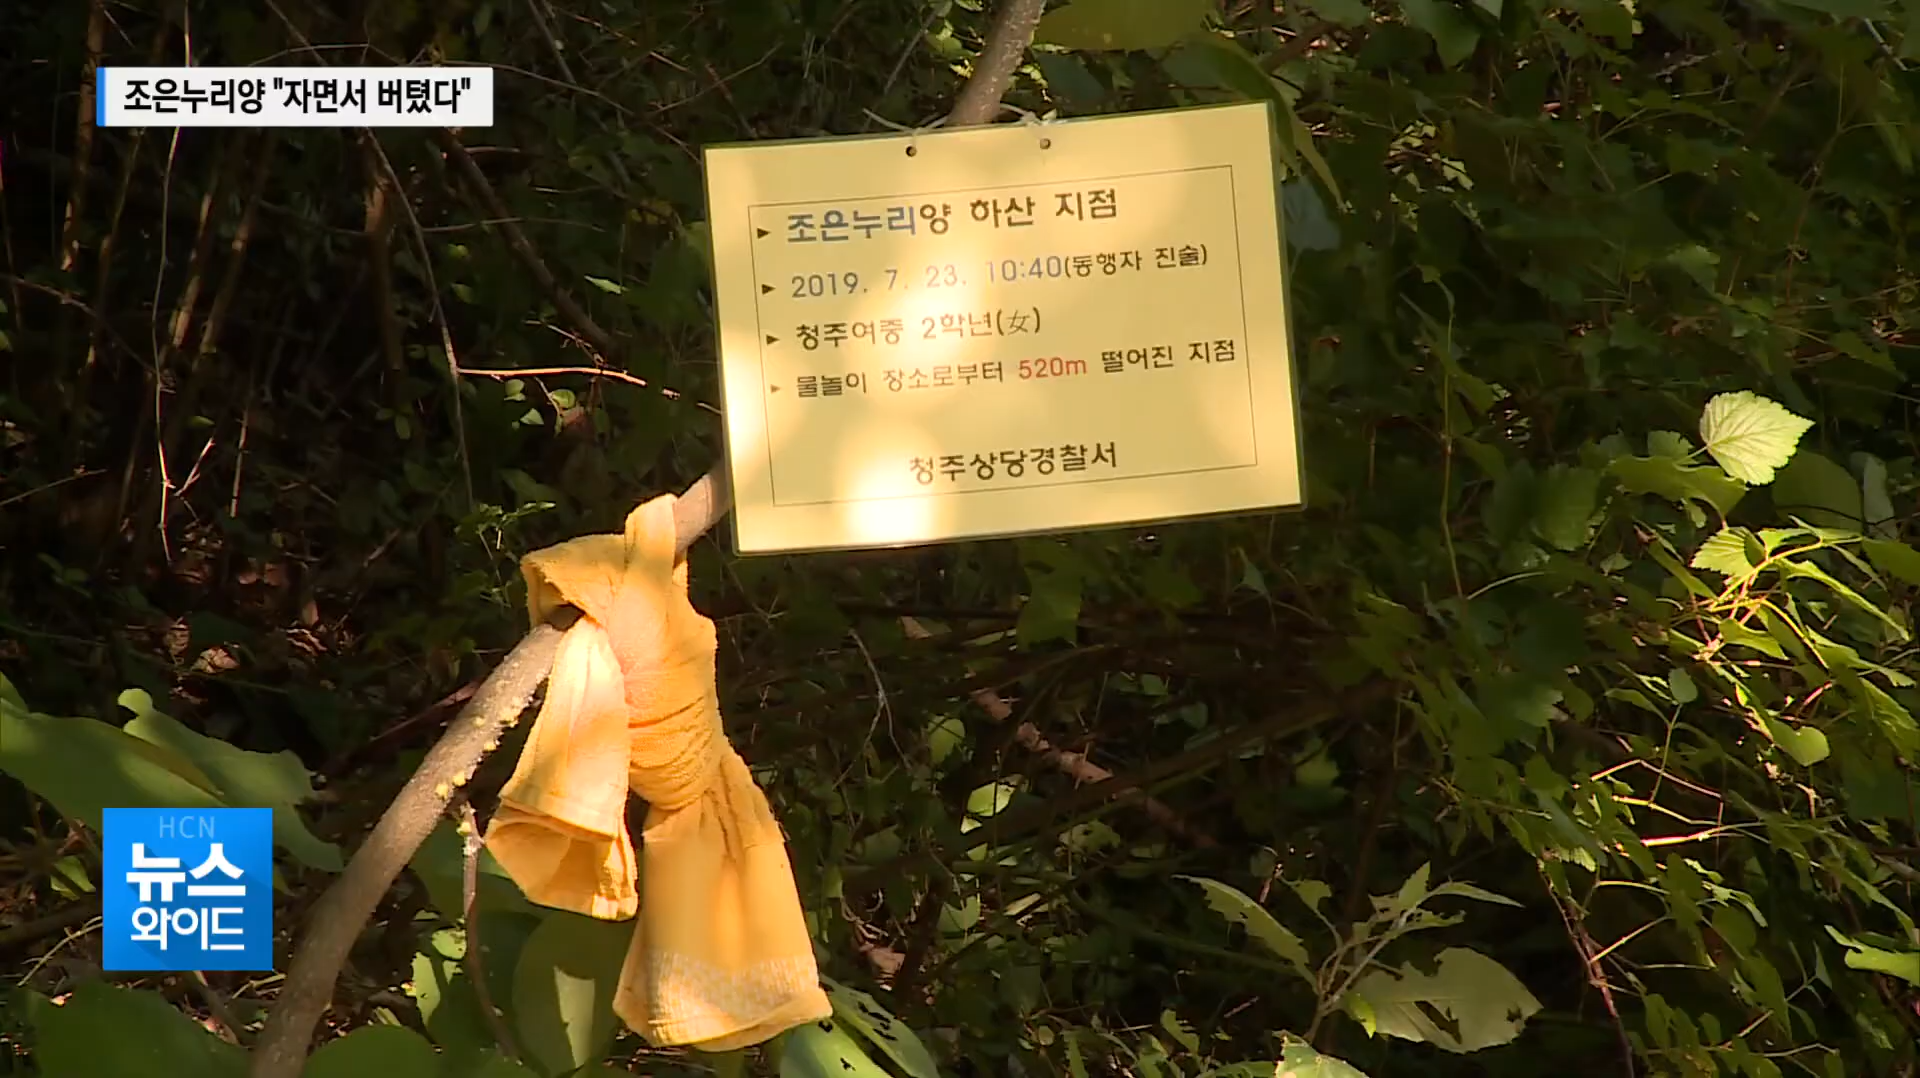 조은누리양 "자면서 버텼다"
▸ 조은누리양 하산 지점
▸ 2019. 7. 23. 10:40(동행자 진술)
▸ 청주여중 2학년(女)
▸ 물놀이 장소로부터 520m 떨어진 지점
청주상당경찰서
HCN
뉴스
와이드